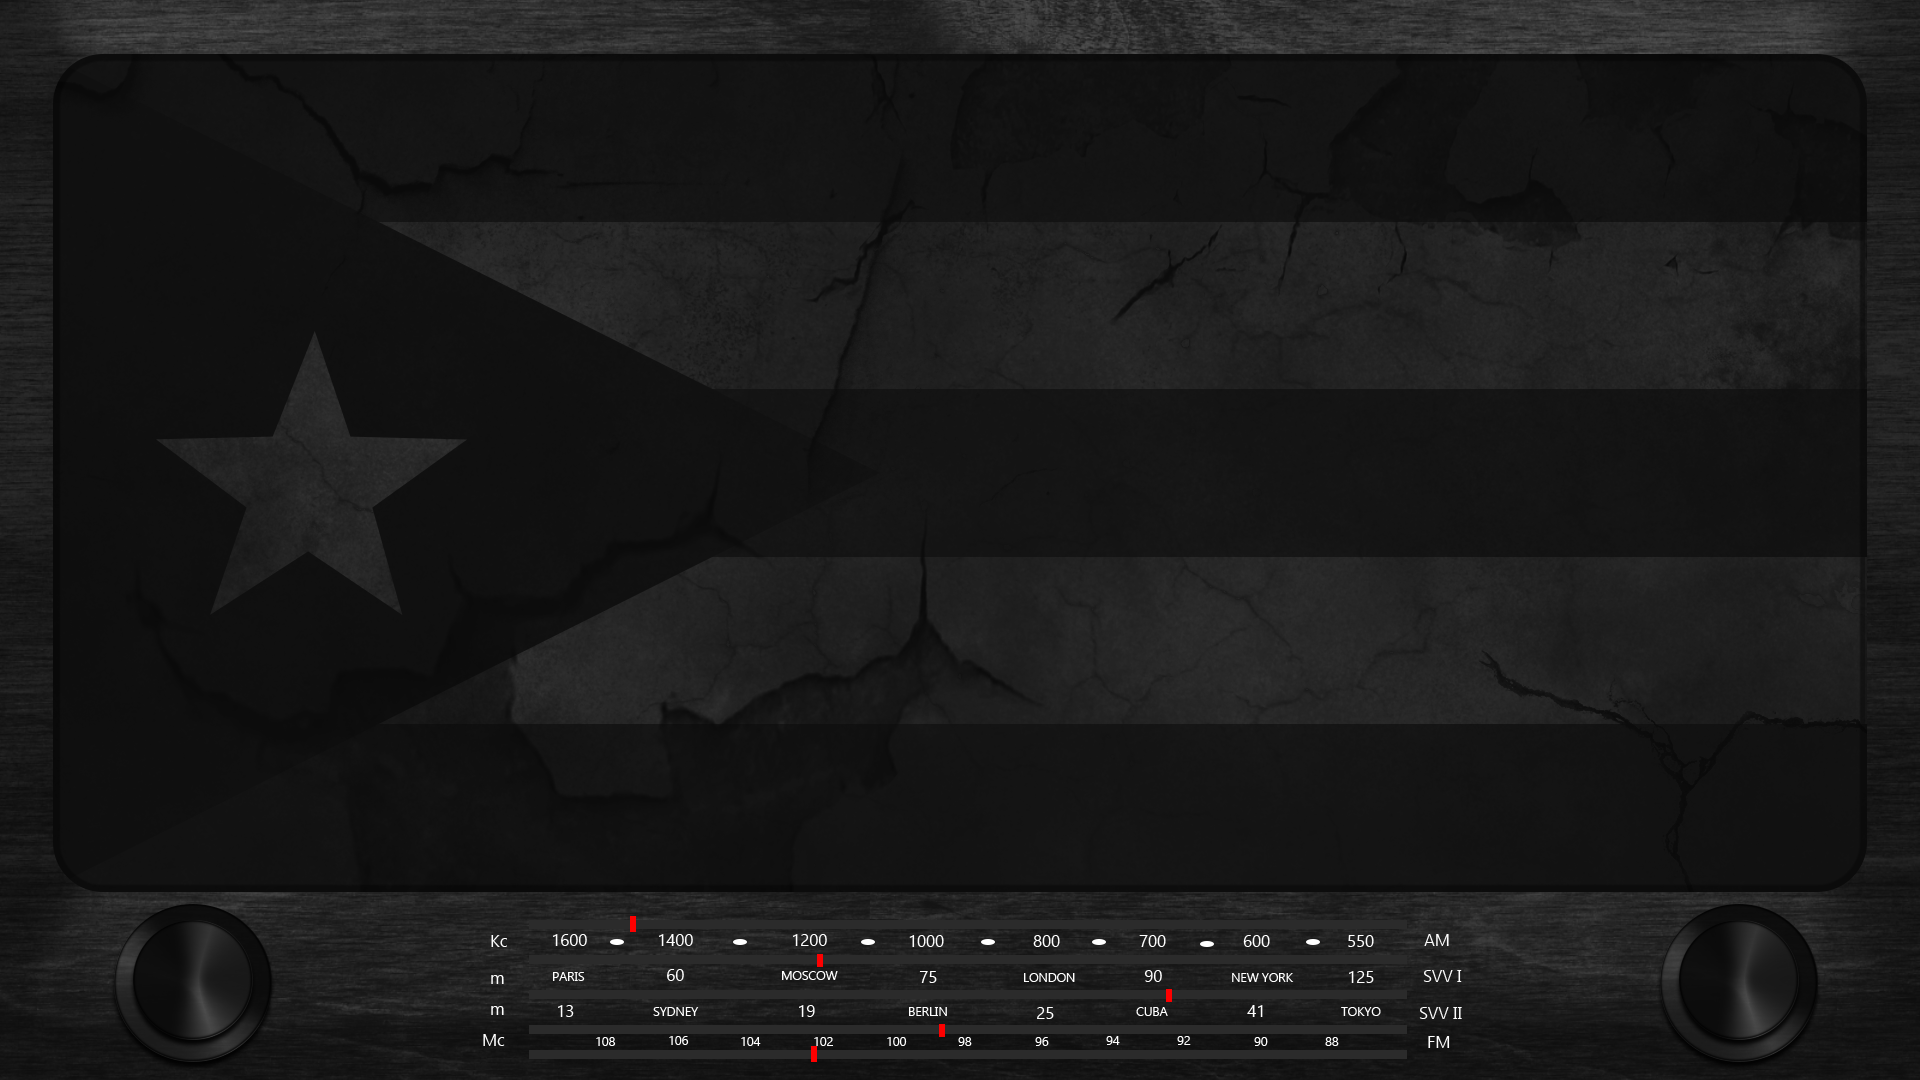 Kc 1600 1400 1200 1000 800 700 600 550 AM
m PARIS 60 MOSCOW 75 LONDON 90 NEW YORK 125 SVV I
m 13 SYDNEY 19 BERLIN 25 CUBA 41 TOKYO SVV II
Mc 108 106 104 102 100 98 96 94 92 90 88 FM